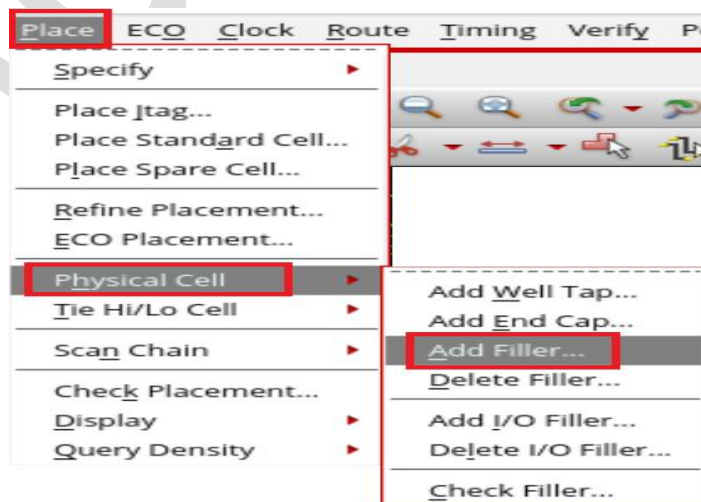 Place ECO Clock Route Timing Verify
Specify
Place Jtag...
Place Standard Cell...
Place Spare Cell...
Refine Placement...
ECO Placement...
Physical Cell
Tie Hi/Lo Cell
Scan Chain
Check Placement...
Display
Query Density
Add Well Tap...
Add End Cap...
Add Filler...
Delete Filler...
Add I/O Filler...
Delete I/O Filler...
Check Filler...